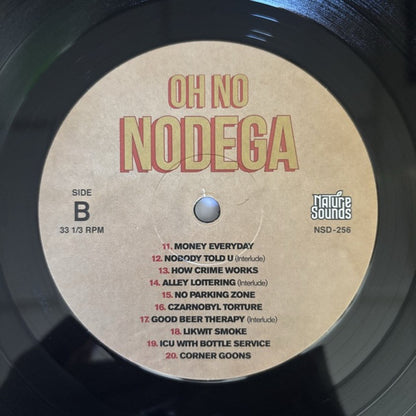 OH NO
NODEGA
SIDE
B
33 1/3 RPM
Nature
Sounds
NSD-256
11. MONEY EVERYDAY
12. NOBODY TOLD U (Interlude)
13. HOW CRIME WORKS
14. ALLEY LOITERING (Interlude)
15. NO PARKING ZONE
16. CZARNOBYL TORTURE
17. GOOD BEER THERAPY (Interlude)
18. LIKWIT SMOKE
19. ICU WITH BOTTLE SERVICE
20. CORNER GOONS